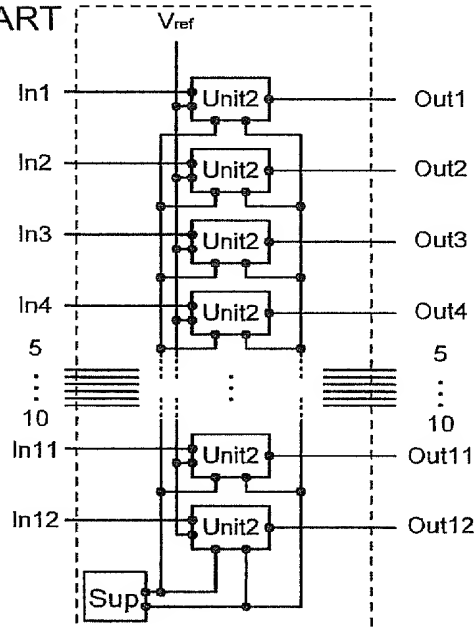 ART
Vref
In1 Unit2 Out1
In2 Unit2 Out2
In3 Unit2 Out3
In4 Unit2 Out4
5 5
⋮ ⋮ ⋮
10 10
In11 Unit2 Out11
In12 Unit2 Out12
Sup